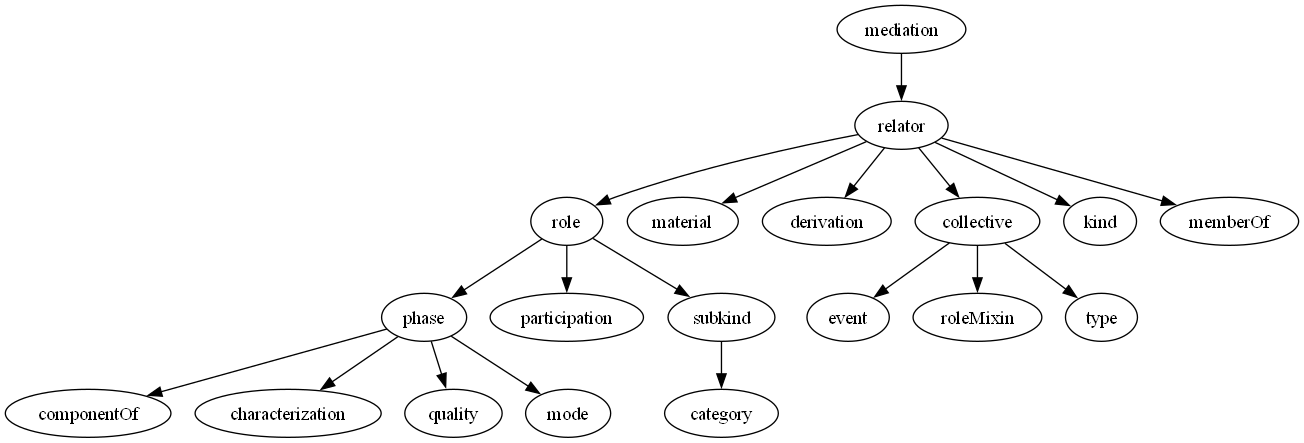 mediation
relator
role
material
derivation
collective
kind
memberOf
phase
participation
subkind
event
roleMixin
type
componentOf
characterization
quality
mode
category